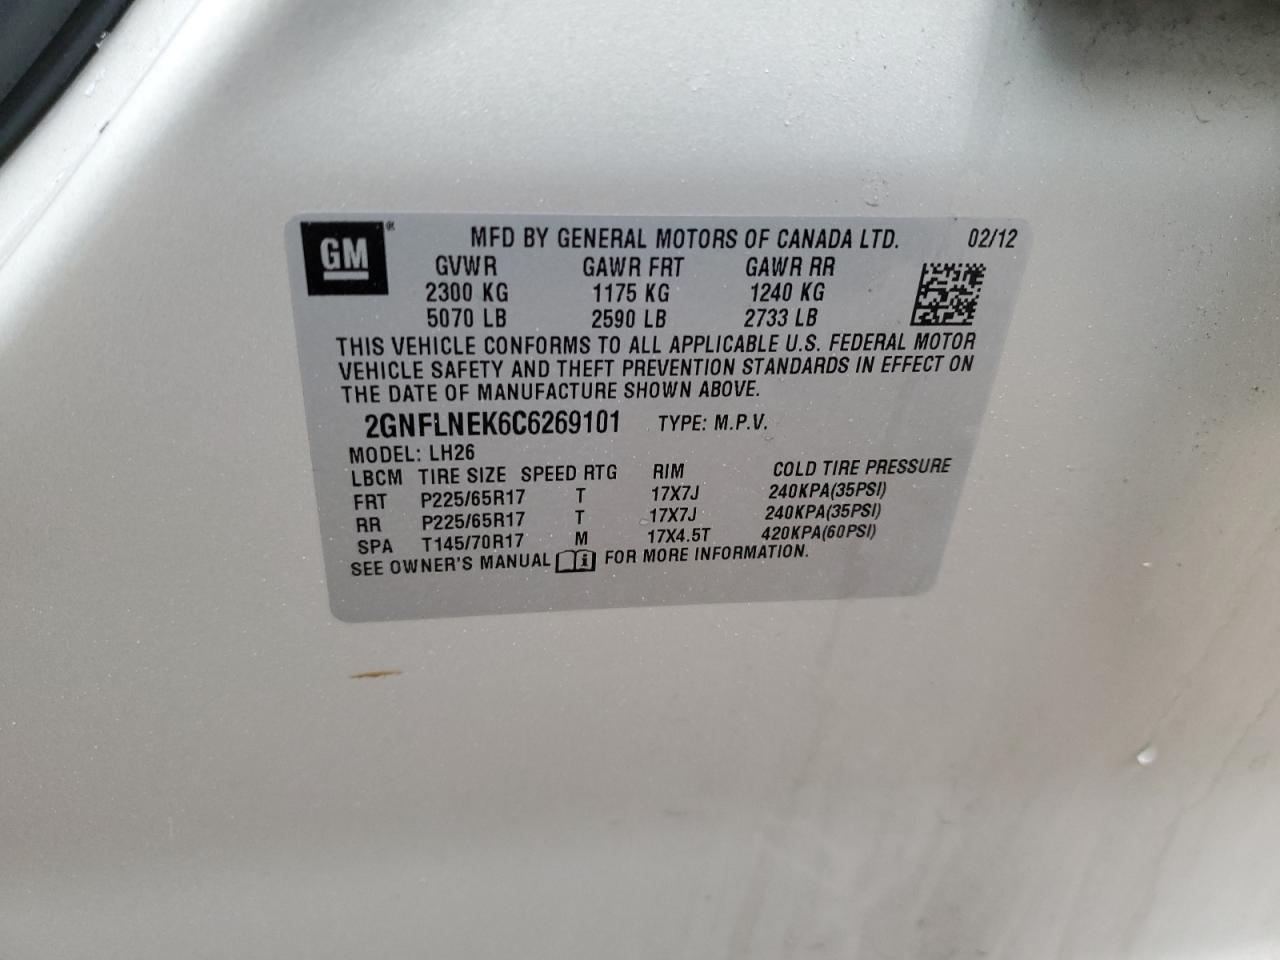 GM ®
MFD BY GENERAL MOTORS OF CANADA LTD. 02/12
GVWR GAWR FRT GAWR RR
2300 KG 1175 KG 1240 KG
5070 LB 2590 LB 2733 LB
THIS VEHICLE CONFORMS TO ALL APPLICABLE U.S. FEDERAL MOTOR
VEHICLE SAFETY AND THEFT PREVENTION STANDARDS IN EFFECT ON
THE DATE OF MANUFACTURE SHOWN ABOVE.
2GNFLNEK6C6269101 TYPE: M.P.V.
MODEL: LH26
LBCM TIRE SIZE SPEED RTG RIM COLD TIRE PRESSURE
FRT P225/65R17 T 17X7J 240KPA(35PSI)
RR P225/65R17 T 17X7J 240KPA(35PSI)
SPA T145/70R17 M 17X4.5T 420KPA(60PSI)
SEE OWNER'S MANUAL i FOR MORE INFORMATION.